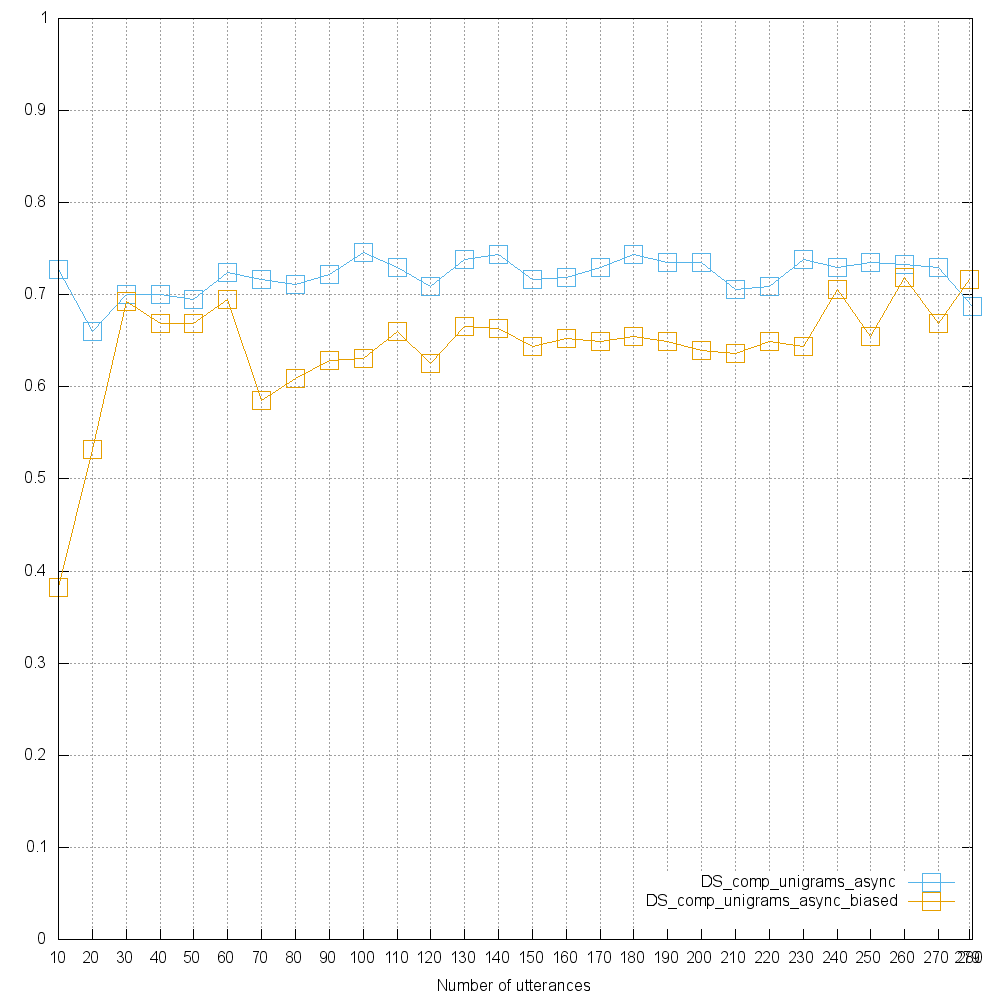 1
0.9
0.8
0.7
0.6
0.5
0.4
0.3
0.2
0.1
0
DS_comp_unigrams_async
DS_comp_unigrams_async_biased
10 20 30 40 50 60 70 80 90 100 110 120 130 140 150 160 170 180 190 200 210 220 230 240 250 260 270 279 280
Number of utterances